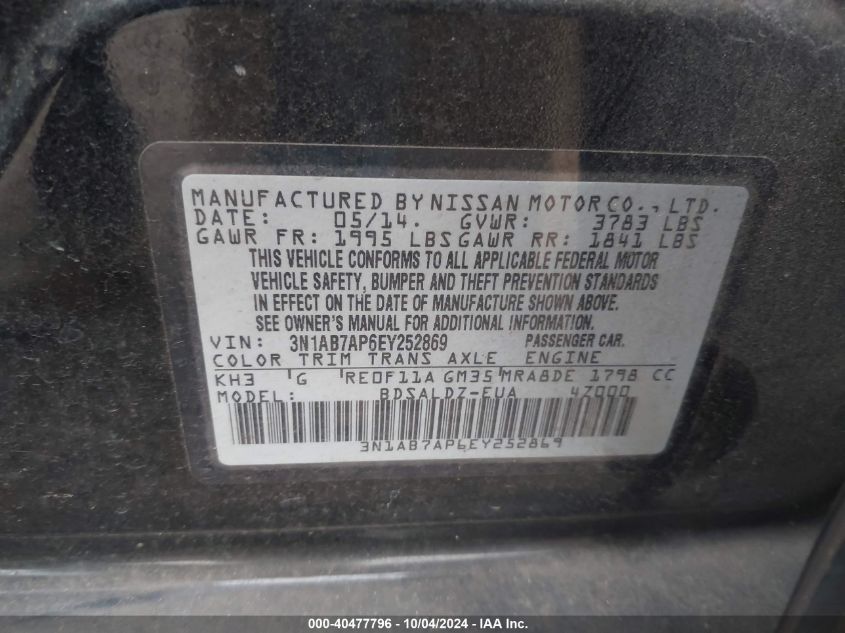 MANUFACTURED BY NISSAN MOTOR CO., LTD.
DATE: 05/14. GVWR: 3783 LBS
GAWR FR: 1995 LBS GAWR RR: 1841 LBS
THIS VEHICLE CONFORMS TO ALL APPLICABLE FEDERAL MOTOR
VEHICLE SAFETY, BUMPER AND THEFT PREVENTION STANDARDS
IN EFFECT ON THE DATE OF MANUFACTURE SHOWN ABOVE.
SEE OWNER'S MANUAL FOR ADDITIONAL INFORMATION.
VIN: 3N1AB7AP6EY252869 PASSENGER CAR.
COLOR TRIM TRANS AXLE ENGINE
KH3 G RE0F11A GM35 MRA8DE 1798 CC
MODEL: BDSALDZ-EUA 4Z000
3N1AB7AP6EY252869
000-40477796 - 10/04/2024 - IAA Inc.